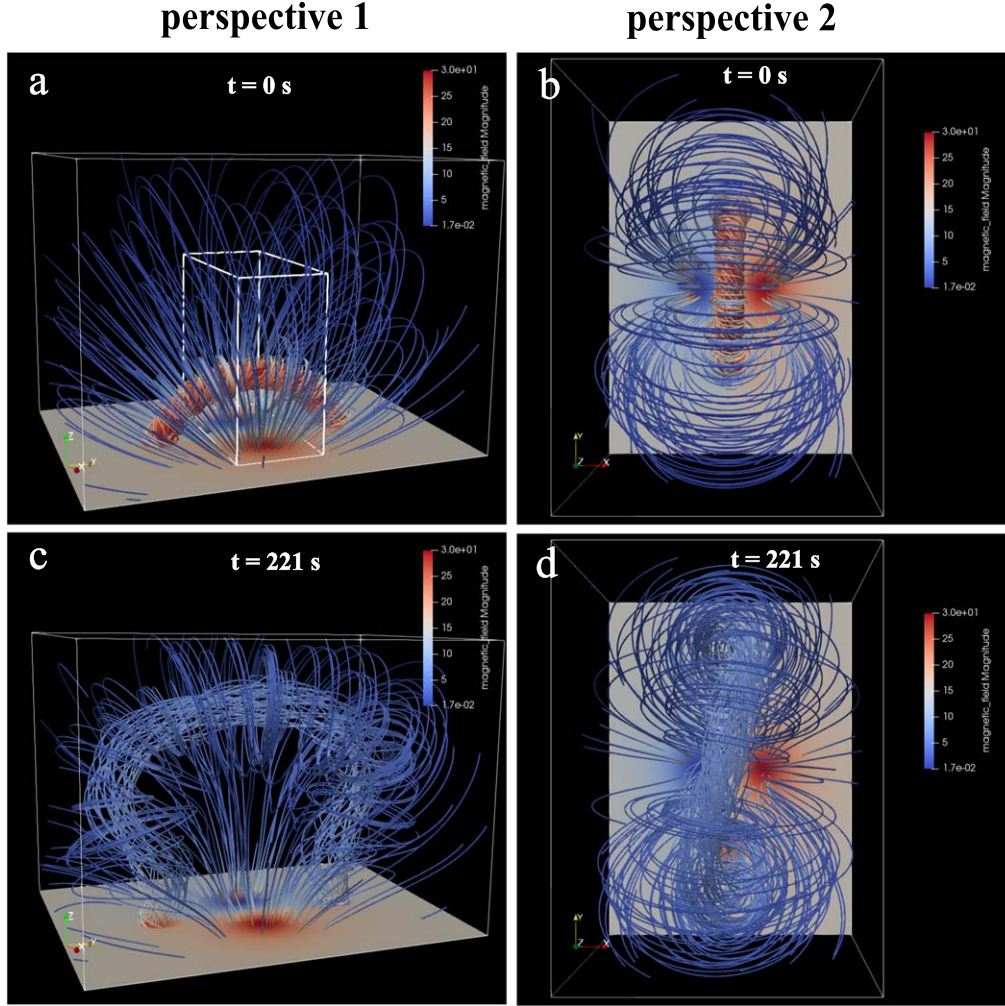 perspective 1
perspective 2
a
t = 0 s
3.0e+01
25
20
15
10
5
1.7e-02
magnetic_field Magnitude
Z
X
Y
b
t = 0 s
3.0e+01
25
20
15
10
5
1.7e-02
magnetic_field Magnitude
Y
Z
X
c
t = 221 s
3.0e+01
25
20
15
10
5
1.7e-02
magnetic_field Magnitude
Z
X
Y
d
t = 221 s
3.0e+01
25
20
15
10
5
1.7e-02
magnetic_field Magnitude
Y
Z
X